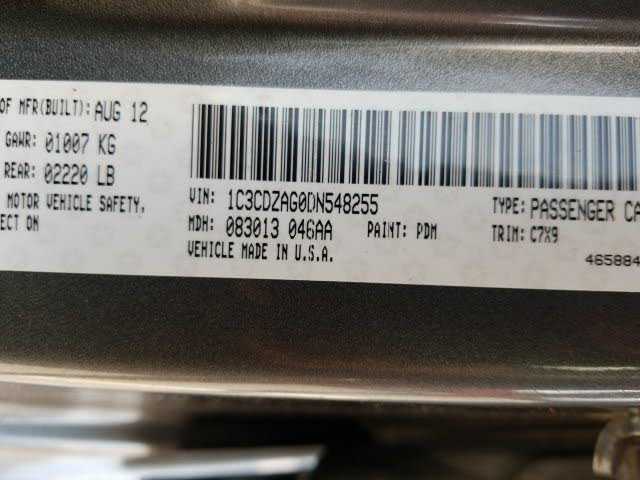 OF MFR(BUILT): AUG 12
GAWR: 01007 KG
REAR: 02220 LB
MOTOR VEHICLE SAFETY,
ECT ON
VIN: 1C3CDZAG0DN548255
TYPE: PASSENGER CA
MDH: 083013 046AA PAINT: PDM TRIM: C7X9
VEHICLE MADE IN U.S.A.
465884